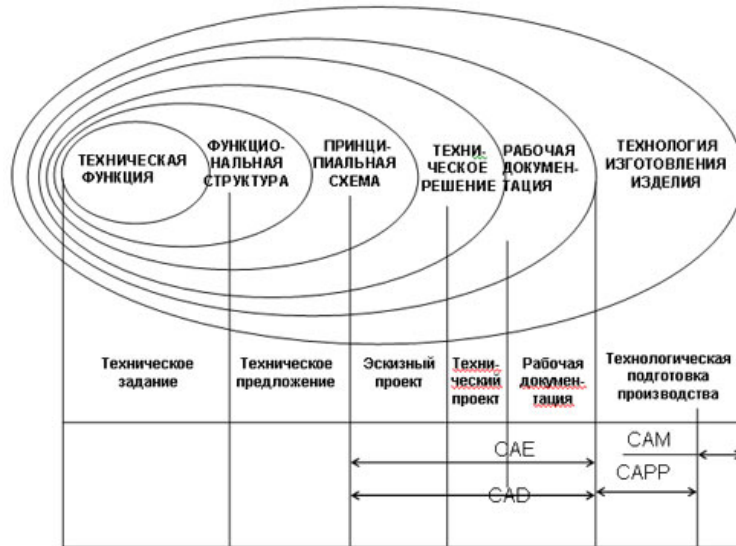 ТЕХНИЧЕСКАЯ
ФУНКЦИЯ
ФУНКЦИО-
НАЛЬНАЯ
СТРУКТУРА
ПРИНЦИ-
ПИАЛЬНАЯ
СХЕМА
ТЕХНИ-
ЧЕСКОЕ
РЕШЕНИЕ
РАБОЧАЯ
ДОКУМЕН-
ТАЦИЯ
ТЕХНОЛОГИЯ
ИЗГОТОВЛЕНИЯ
ИЗДЕЛИЯ
Техническое
задание
Техническое
предложение
Эскизный
проект
Техни-
ческий
проект
Рабочая
докумен-
тация
Технологическая
подготовка
производства
CAM
CAE
CAPP
CAD